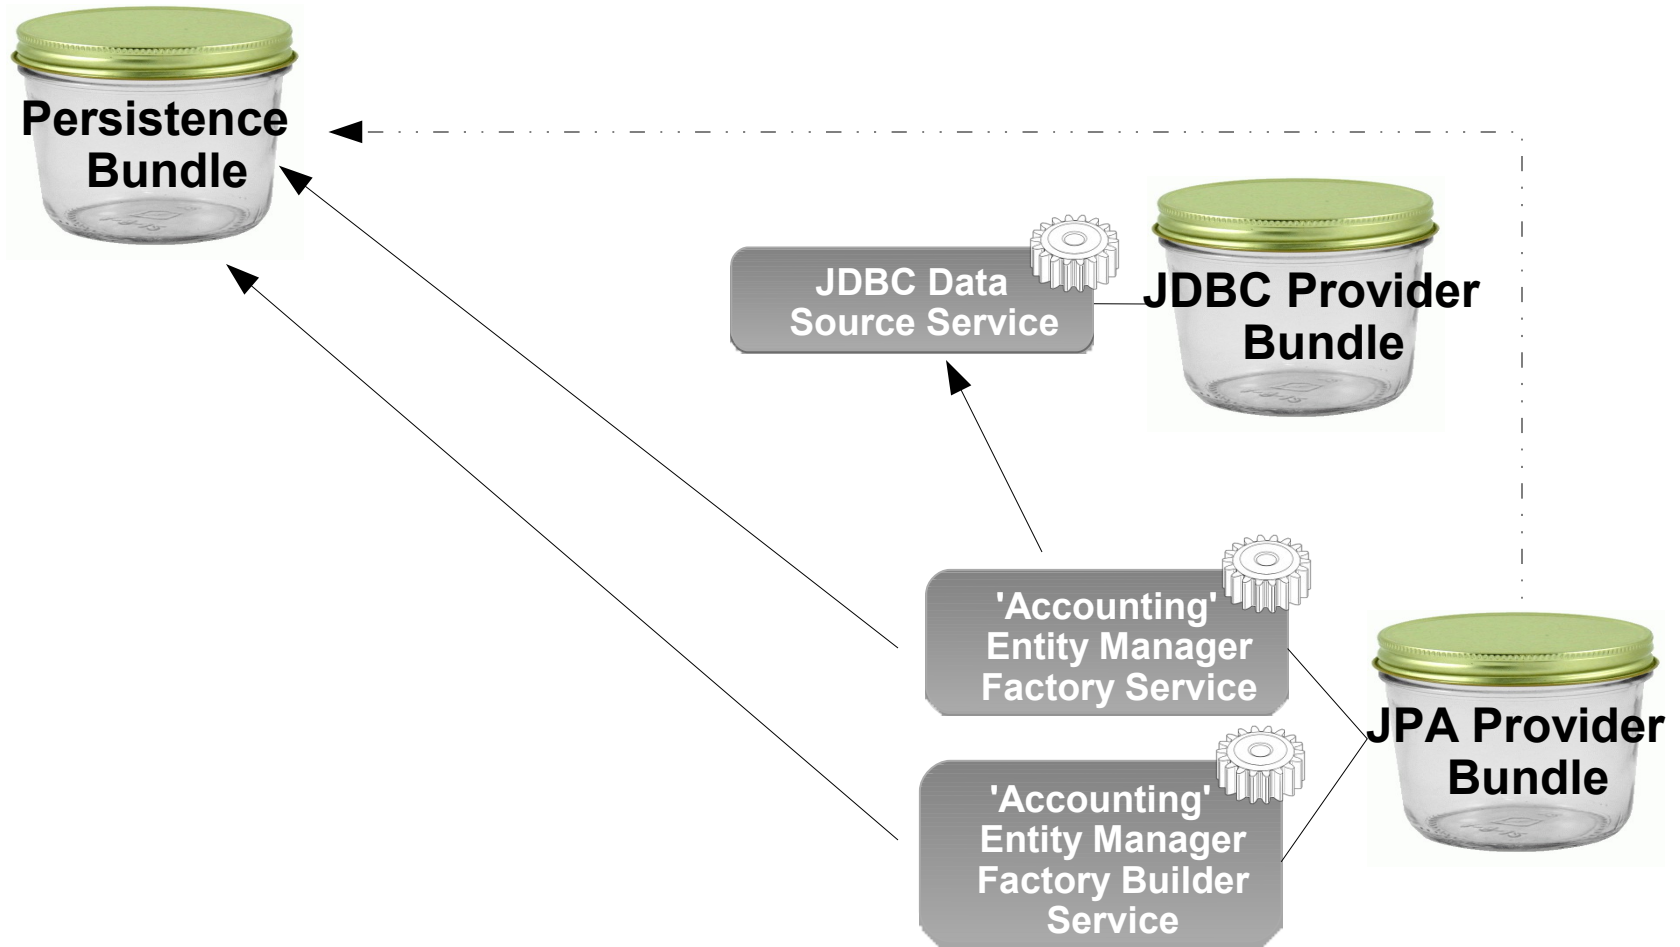 Persistence
Bundle
JDBC Data
Source Service
JDBC Provider
Bundle
'Accounting'
Entity Manager
Factory Service
JPA Provider
Bundle
'Accounting'
Entity Manager
Factory Builder
Service